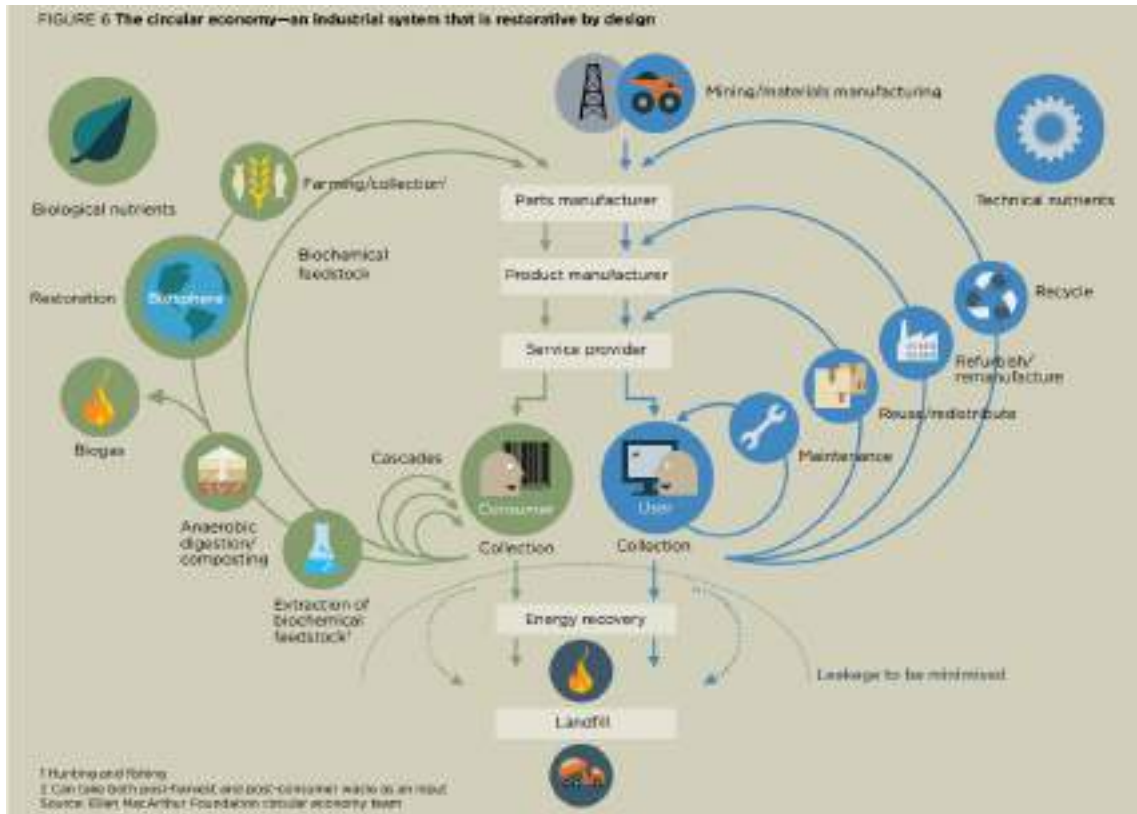 FIGURE 6 The circular economy—an industrial system that is restorative by design
Mining/materials manufacturing
Biological nutrients
Farming/collection¹
Parts manufacturer
Technical nutrients
Biochemical
feedstock
Product manufacturer
Restoration
Biosphere
Recycle
Service provider
Refurbish/
remanufacture
Reuse/redistribute
Biogas
Cascades
Maintenance
Consumer
User
Anaerobic
digestion/
composting
Collection
Collection
Extraction of
biochemical
feedstock²
Energy recovery
Leakage to be minimised
Landfill
1 Hunting and fishing
2 Can take both post-harvest and post-consumer waste as an input
Source: Ellen MacArthur Foundation circular economy team